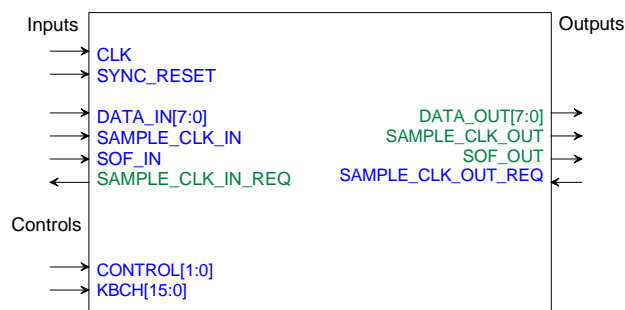 Inputs
Outputs
CLK
SYNC_RESET
DATA_IN[7:0]
DATA_OUT[7:0]
SAMPLE_CLK_IN
SAMPLE_CLK_OUT
SOF_IN
SOF_OUT
SAMPLE_CLK_IN_REQ
SAMPLE_CLK_OUT_REQ
Controls
CONTROL[1:0]
KBCH[15:0]